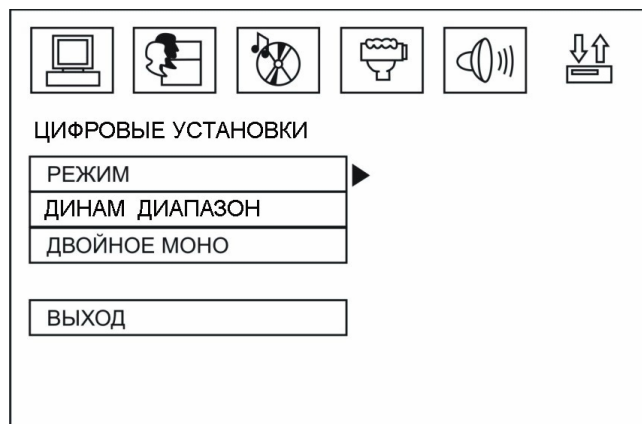 ЦИФРОВЫЕ УСТАНОВКИ
РЕЖИМ
ДИНАМ ДИАПАЗОН
ДВОЙНОЕ МОНО
ВЫХОД